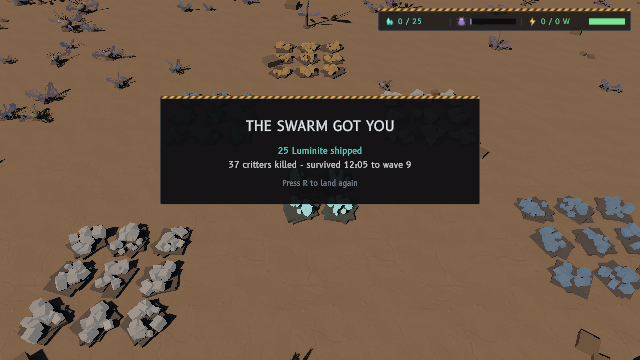 0 / 25
0 / 0 W
THE SWARM GOT YOU
25 Luminite shipped
37 critters killed - survived 12:05 to wave 9
Press R to land again